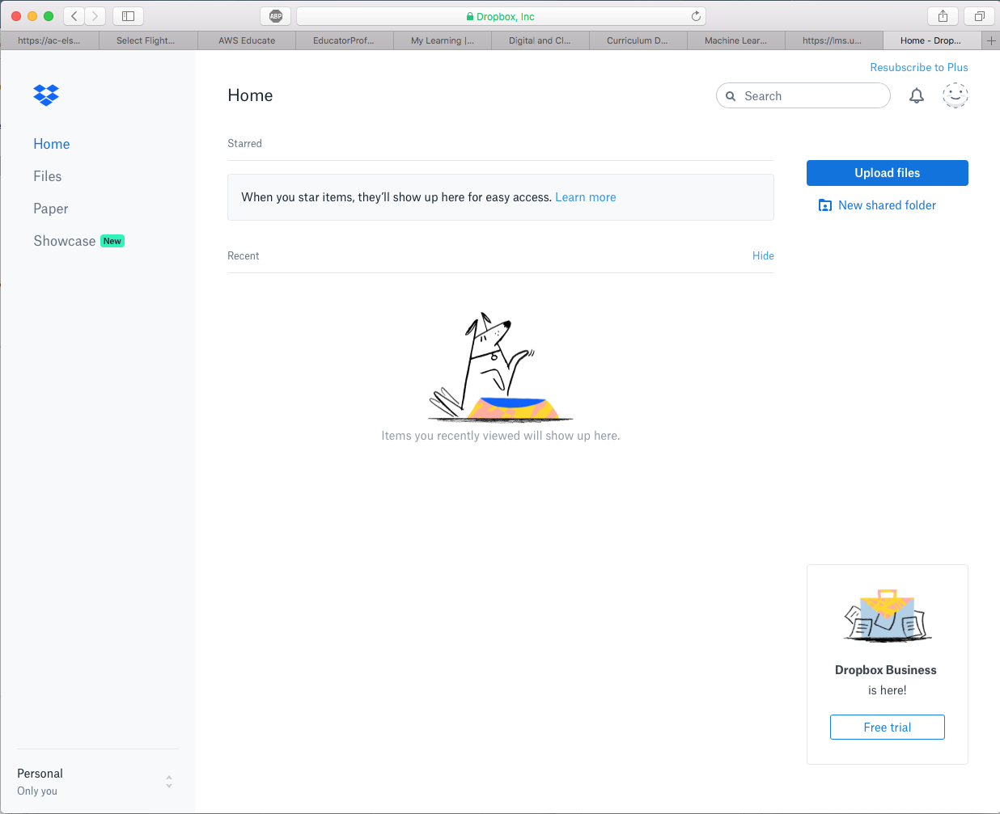 ABP
Dropbox, Inc
https://ac-els...
Select Flight...
AWS Educate
EducatorProf...
My Learning |...
Digital and Cl...
Curriculum D...
Machine Lear...
https://lms.u...
Home - Drop...
Resubscribe to Plus
Home
Search
Home
Files
Paper
Showcase New
Starred
When you star items, they'll show up here for easy access. Learn more
Upload files
New shared folder
Recent
Hide
Items you recently viewed will show up here.
Dropbox Business
is here!
Free trial
Personal
Only you